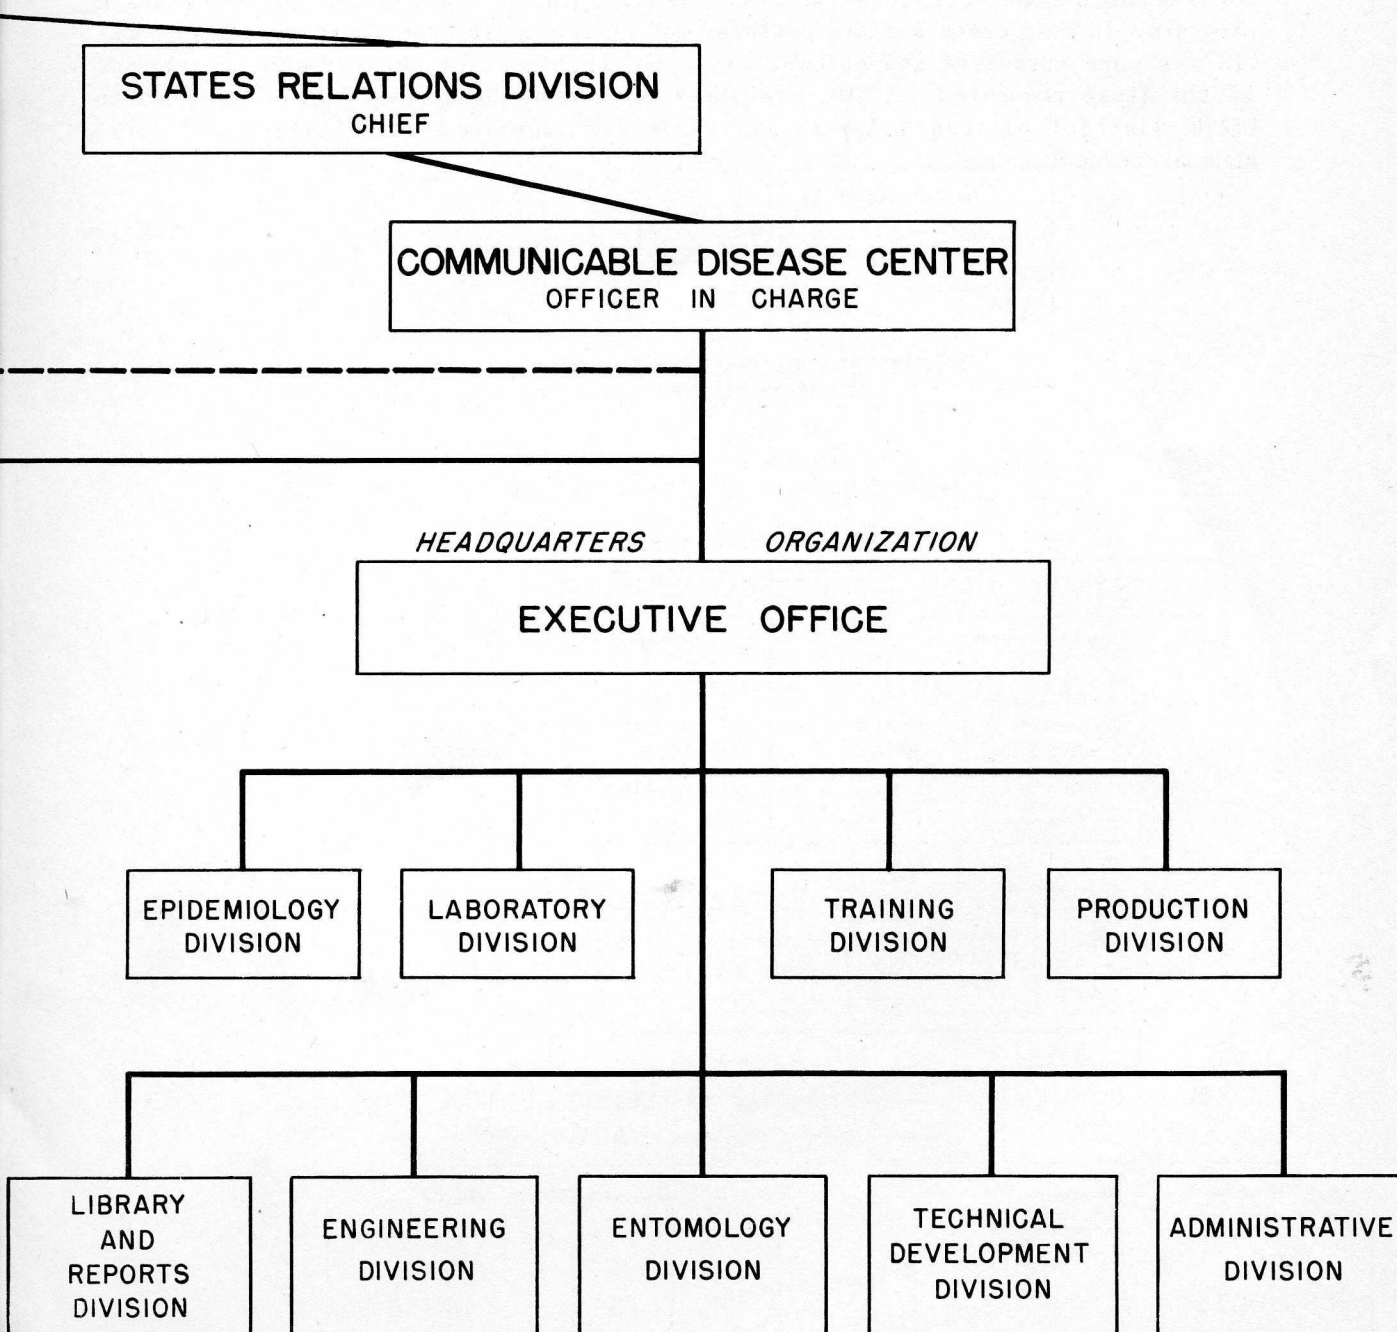 STATES RELATIONS DIVISION
CHIEF
COMMUNICABLE DISEASE CENTER
OFFICER IN CHARGE
HEADQUARTERS ORGANIZATION
EXECUTIVE OFFICE
EPIDEMIOLOGY
DIVISION
LABORATORY
DIVISION
TRAINING
DIVISION
PRODUCTION
DIVISION
LIBRARY
AND
REPORTS
DIVISION
ENGINEERING
DIVISION
ENTOMOLOGY
DIVISION
TECHNICAL
DEVELOPMENT
DIVISION
ADMINISTRATIVE
DIVISION